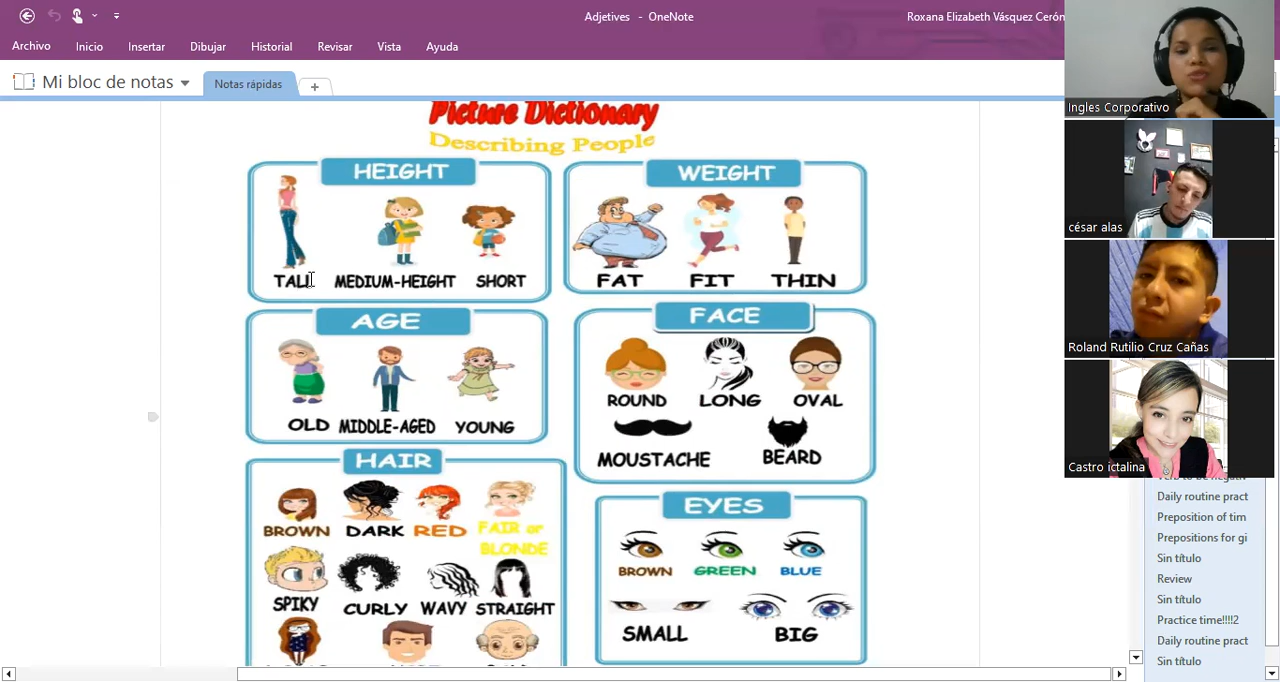 Adjetives - OneNote
Roxana Elizabeth Vásquez Cerón
Archivo Inicio Insertar Dibujar Historial Revisar Vista Ayuda
Mi bloc de notas
Notas rápidas
+
Picture Dictionary
Describing People
HEIGHT
TALL MEDIUM-HEIGHT SHORT
WEIGHT
FAT FIT THIN
AGE
OLD MIDDLE-AGED YOUNG
FACE
ROUND LONG OVAL
MOUSTACHE BEARD
HAIR
BROWN DARK RED FAIR or
BLONDE
SPIKY CURLY WAVY STRAIGHT
EYES
BROWN GREEN BLUE
SMALL BIG
Ingles Corporativo
césar alas
Roland Rutilio Cruz Cañas
Castro ictalina
Daily routine pract
Preposition of tim
Prepositions for gi
Sin título
Review
Sin título
Practice time!!!!2
Daily routine pract
Sin título